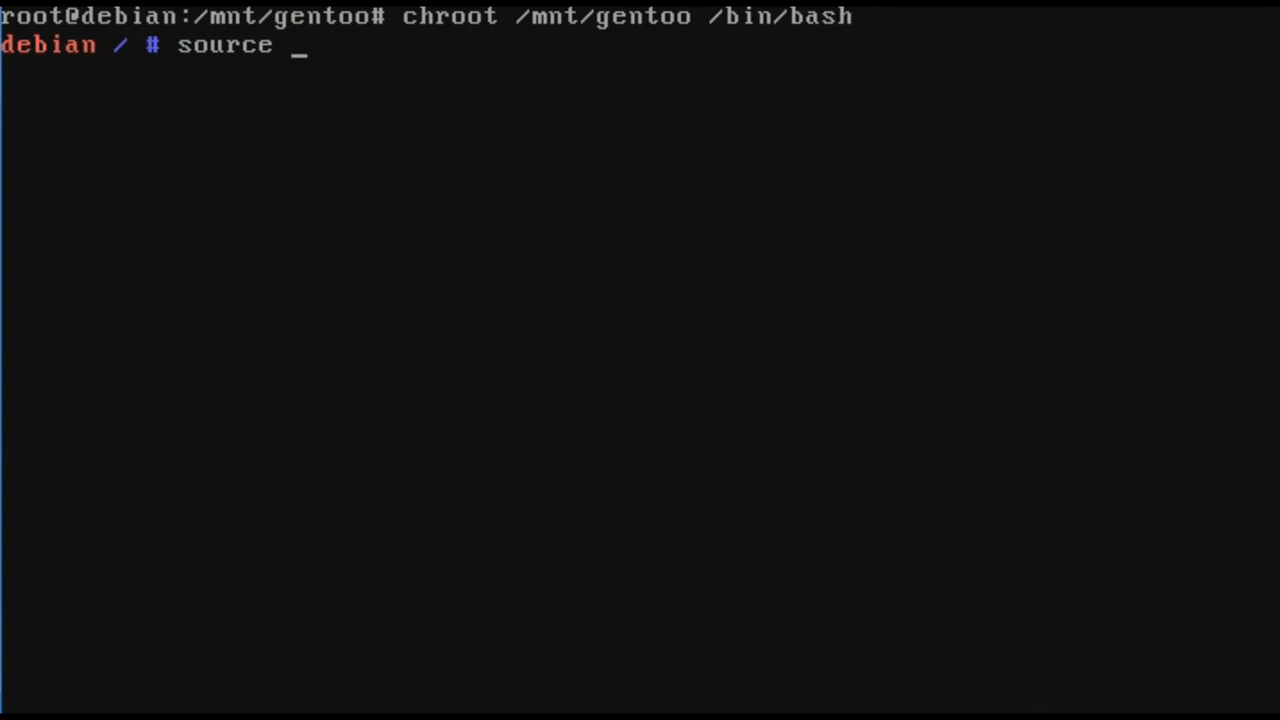 root@debian:/mnt/gentoo# chroot /mnt/gentoo /bin/bash
debian / # source _